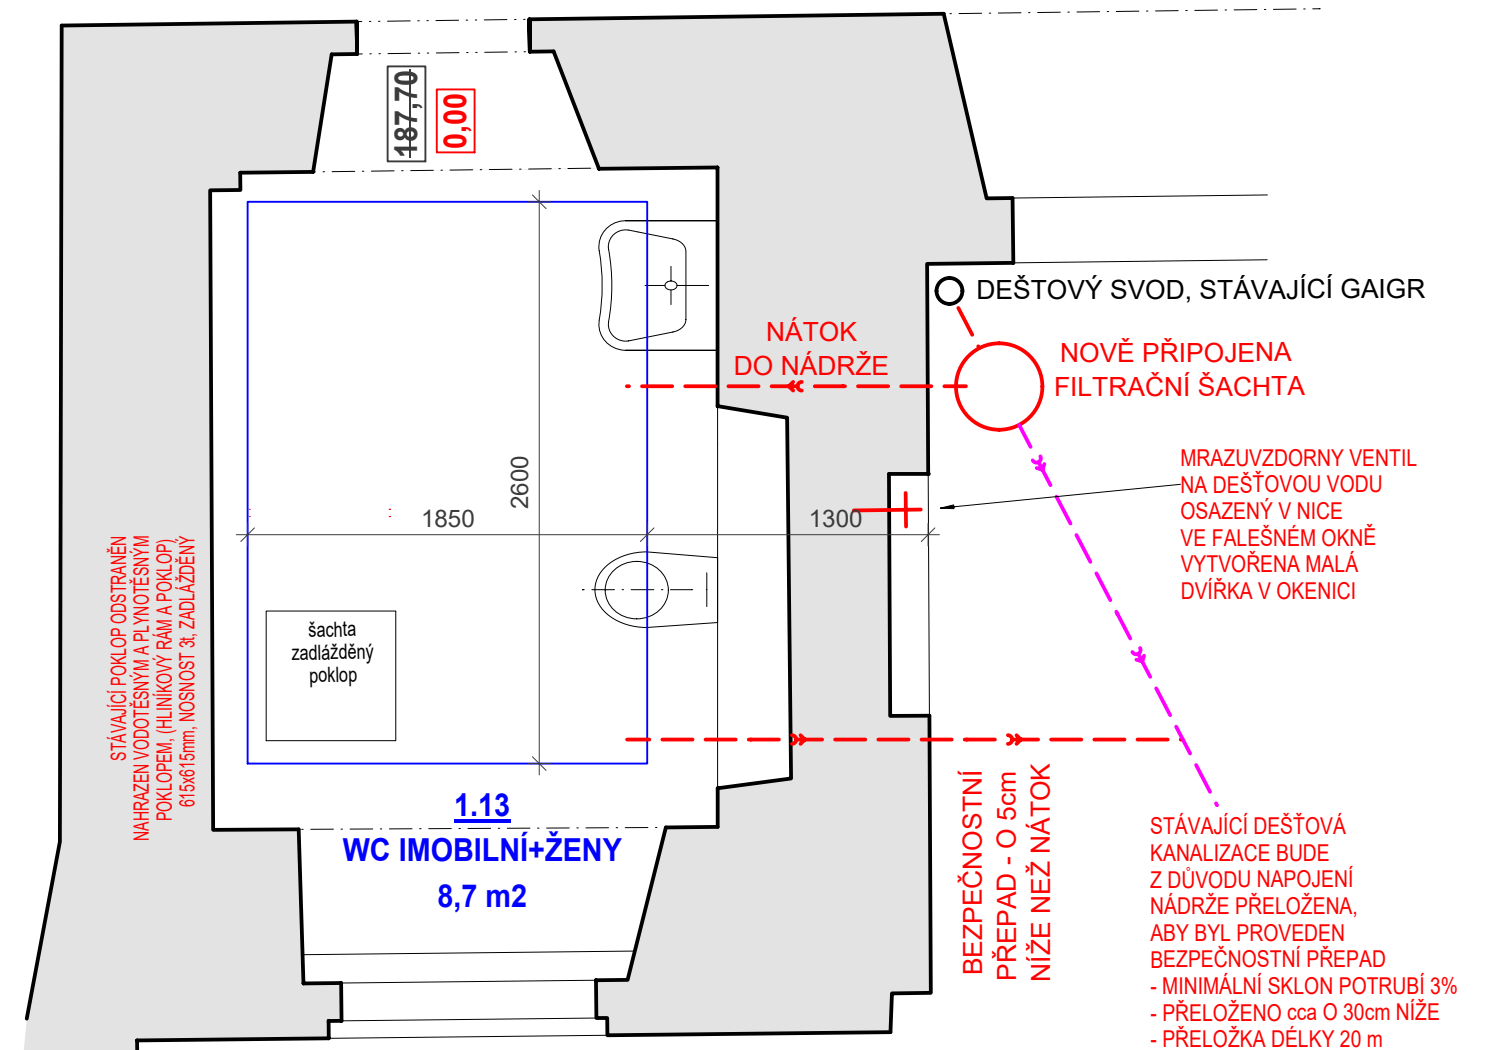 187,70
0,00
DEŠTOVÝ SVOD, STÁVAJÍCÍ GAIGR
NÁTOK
DO NÁDRŽE
NOVĚ PŘIPOJENA
FILTRAČNÍ ŠACHTA
MRAZUVZDORNY VENTIL
NA DEŠŤOVOU VODU
OSAZENÝ V NICE
VE FALEŠNÉM OKNĚ
VYTVOŘENA MALÁ
DVÍŘKA V OKENICI
2600
1850
1300
STÁVAJÍCÍ POKLOP ODSTRANĚN
NAHRAZEN VODOTĚSNÝM A PLYNOTĚSNÝM
POKLOPEM, (HLINÍKOVÝ RÁM A POKLOP)
615x615mm, NOSNOST 3t, ZADLÁŽDĚNÝ
šachta
zadlážděný
poklop
1.13
WC IMOBILNÍ+ŽENY
8,7 m2
BEZPEČNOSTNÍ
PŘEPAD - O 5cm
NÍŽE NEŽ NÁTOK
STÁVAJÍCÍ DEŠŤOVÁ
KANALIZACE BUDE
Z DŮVODU NAPOJENÍ
NÁDRŽE PŘELOŽENA,
ABY BYL PROVEDEN
BEZPEČNOSTNÍ PŘEPAD
- MINIMÁLNÍ SKLON POTRUBÍ 3%
- PŘELOŽENO cca O 30cm NÍŽE
- PŘELOŽKA DÉLKY 20 m